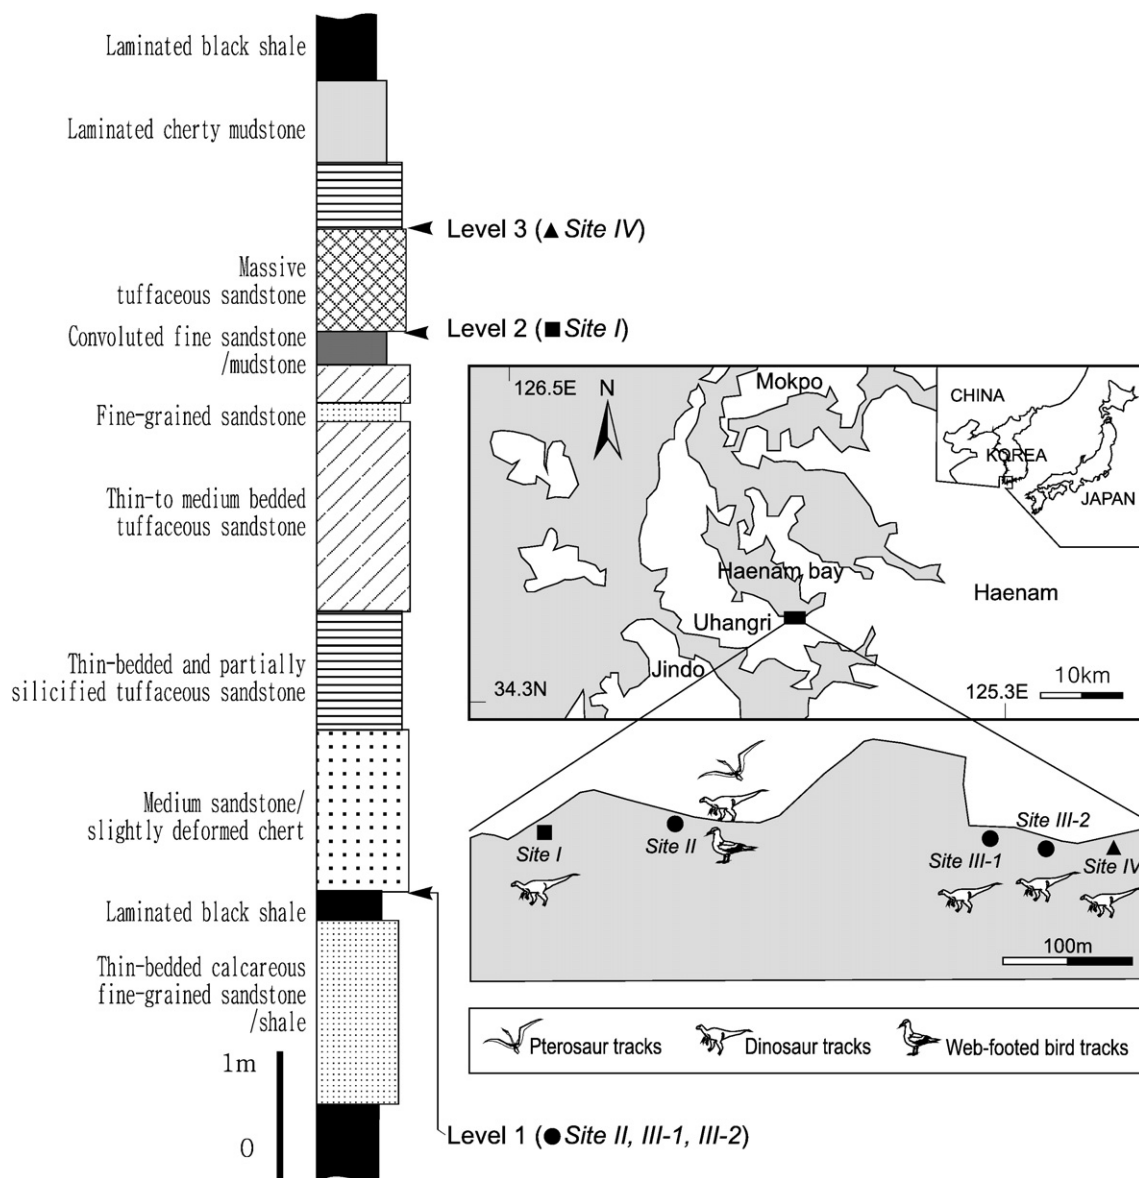 Laminated black shale
Laminated cherty mudstone
Level 3 (▲ Site IV)
Massive
tuffaceous sandstone
Level 2 (■ Site I)
Convoluted fine sandstone
/mudstone
Fine-grained sandstone
Thin-to medium bedded
tuffaceous sandstone
Thin-bedded and partially
silicified tuffaceous sandstone
Medium sandstone/
slightly deformed chert
Laminated black shale
Thin-bedded calcareous
fine-grained sandstone
/shale
1m
0
Level 1 (● Site II, III-1, III-2)
126.5E
N
Mokpo
CHINA
KOREA
JAPAN
Haenam bay
Haenam
Uhangri
Jindo
34.3N
125.3E
10km
Site I
Site II
Site III-1
Site III-2
Site IV
100m
Pterosaur tracks
Dinosaur tracks
Web-footed bird tracks